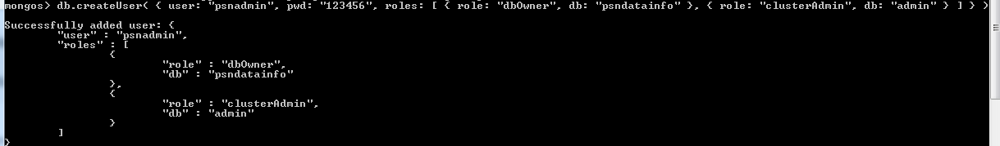 mongos> db.createUser( { user: "psnadmin", pwd: "123456", roles: [ { role: "dbOwner", db: "psndatainfo" }, { role: "clusterAdmin", db: "admin" } ] } )
Successfully added user: {
        "user" : "psnadmin",
        "roles" : [
                {
                        "role" : "dbOwner",
                        "db" : "psndatainfo"
                },
                {
                        "role" : "clusterAdmin",
                        "db" : "admin"
                }
        ]
}